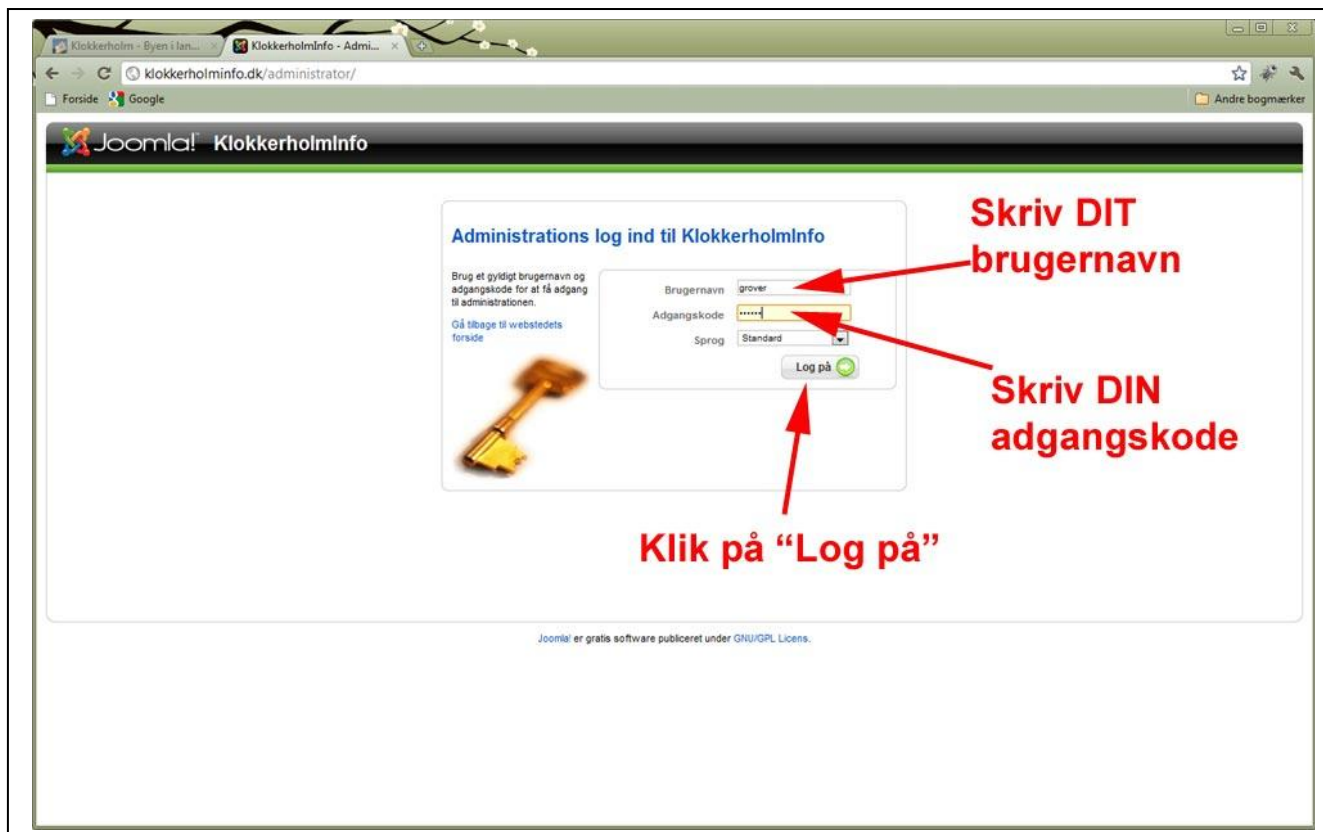 Klokkerholm - Byen i lan...
KlokkerholmInfo - Admi...
klokkerholminfo.dk/administrator/
Forside Google
Andre bogmærker
Joomla! KlokkerholmInfo
Administrations log ind til KlokkerholmInfo
Brug et gyldigt brugernavn og
adgangskode for at få adgang
til administrationen.
Gå tilbage til webstedets
forside
Brugernavn grover
Adgangskode ••••••
Sprog Standard
Log på
Skriv DIT
brugernavn
Skriv DIN
adgangskode
Klik på “Log på”
Joomla! er gratis software publiceret under GNU/GPL Licens.